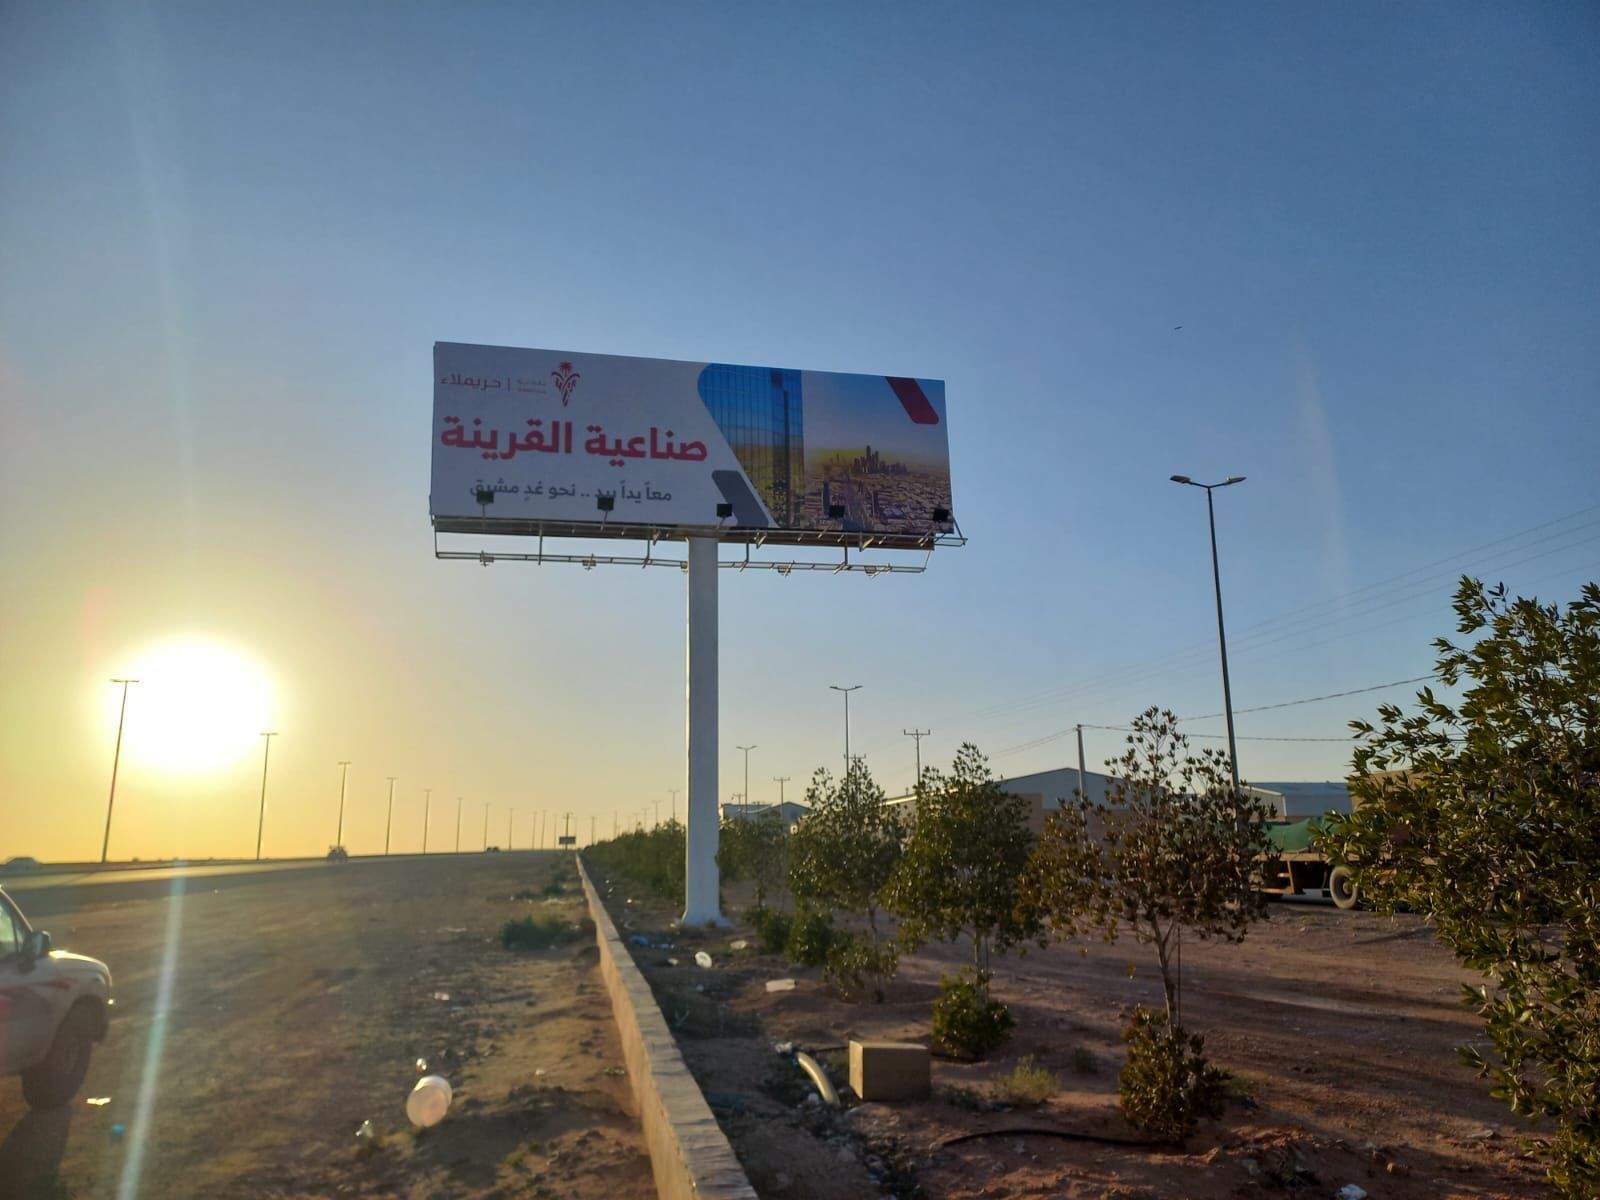 حريملاء
صناعية القرينة
معاً يداً بيد .. نحو غدٍ مشرق